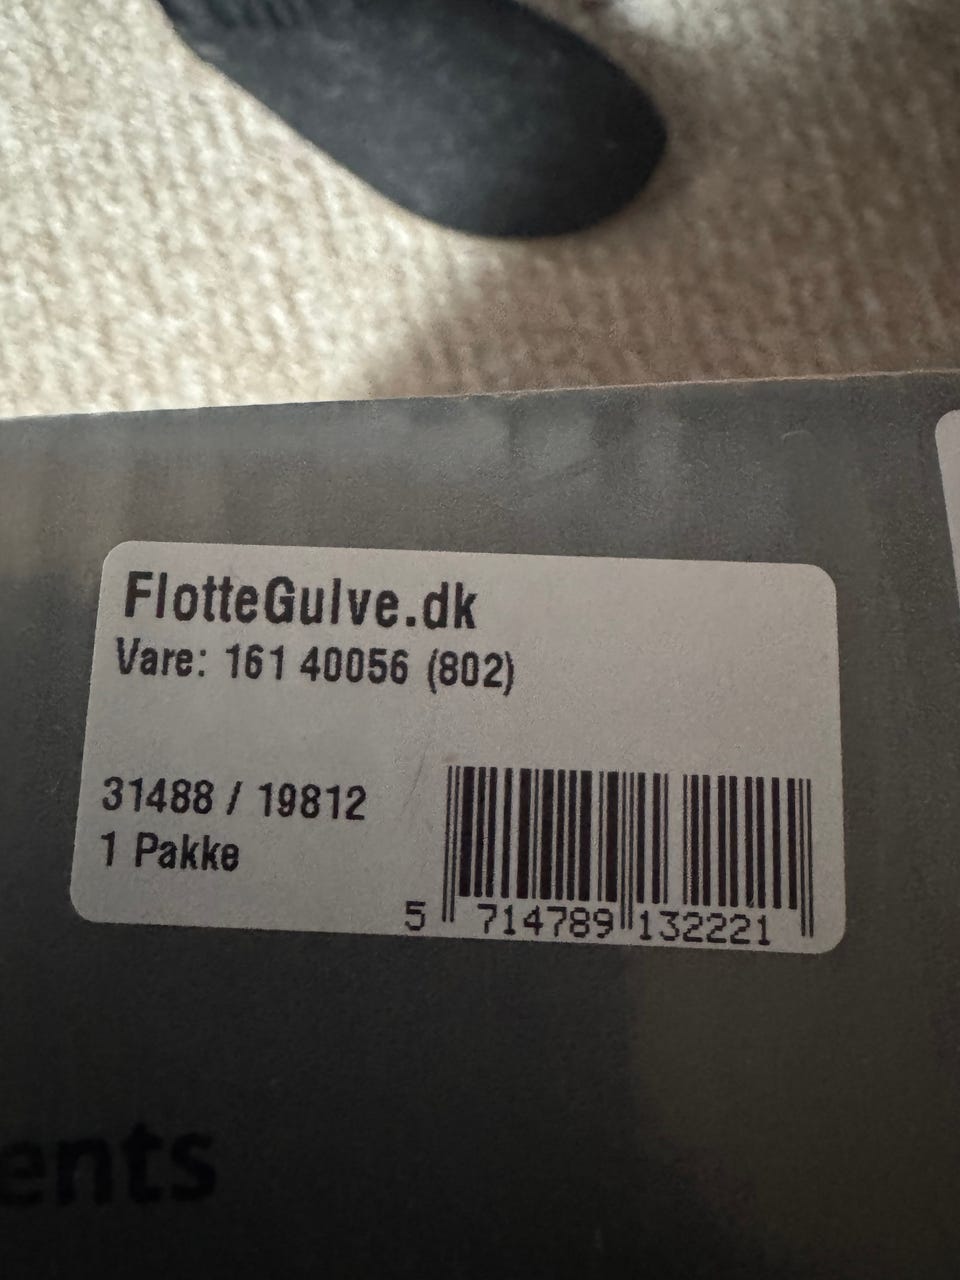 FlotteGulve.dk
Vare: 161 40056 (802)
31488 / 19812
1 Pakke
5 714789 132221
ents